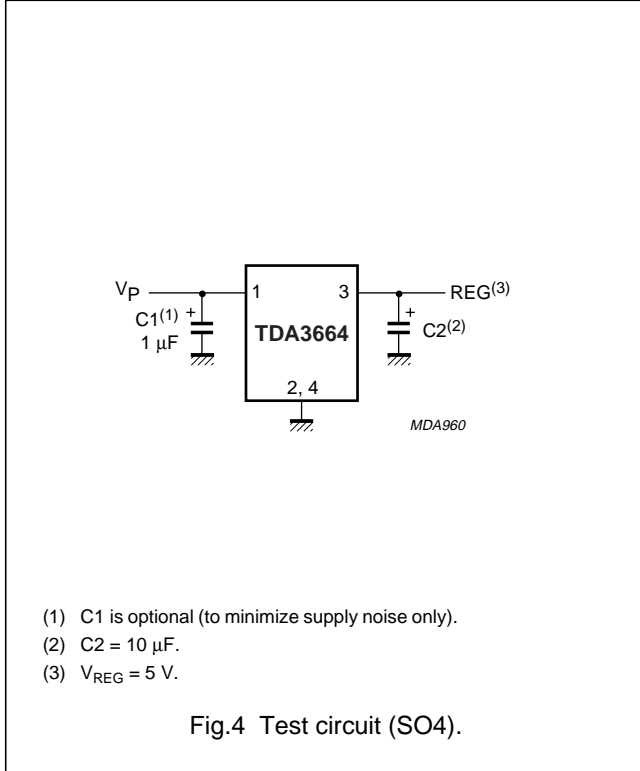 VP 1 3 REG(3)
C1(1) + + C2(2)
1 μF
TDA3664
2, 4
MDA960
(1) C1 is optional (to minimize supply noise only).
(2) C2 = 10 μF.
(3) VREG = 5 V.
Fig.4 Test circuit (SO4).